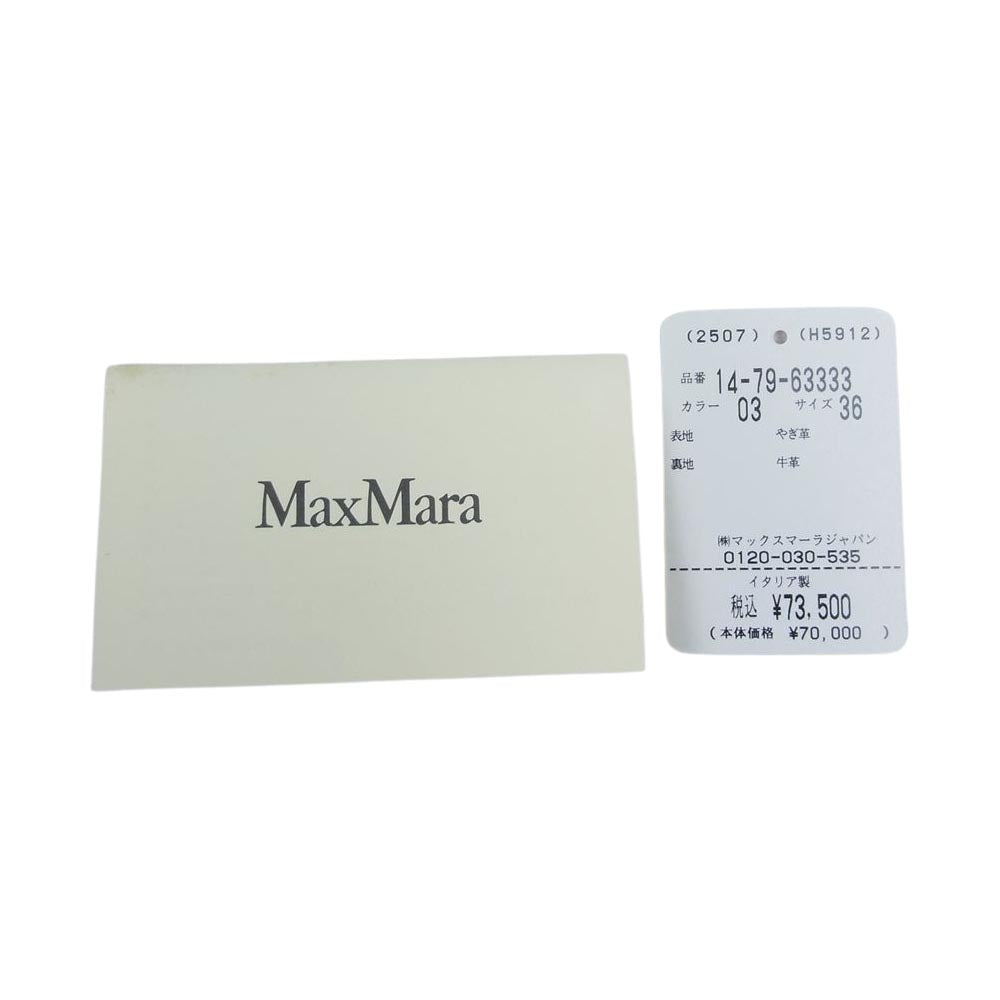 MaxMara
(2507) (H5912)
品番 14-79-63333
カラー 03 サイズ 36
表地 やぎ革
裏地 牛革
㈱マックスマーラジャパン
0120-030-535
イタリア製
税込 ¥73,500
(本体価格 ¥70,000 )